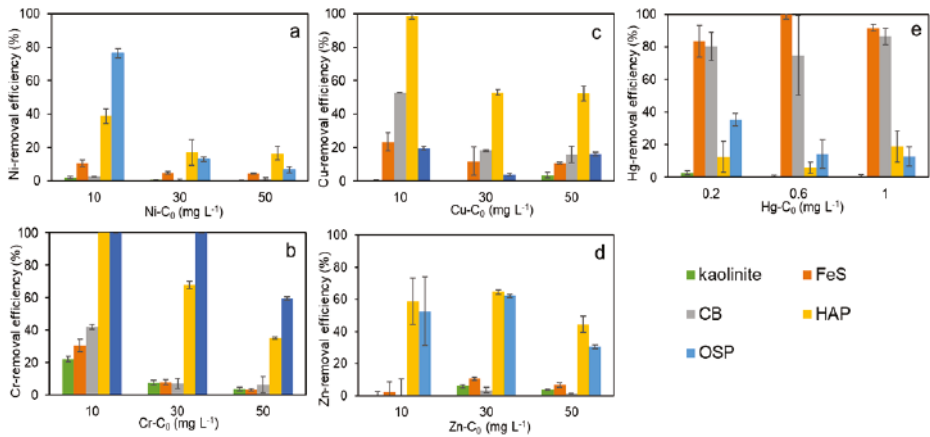 a
Ni-removal efficiency (%)
100
80
60
40
20
0
10 30 50
Ni-C₀ (mg L⁻¹)
c
Cu-removal efficiency (%)
100
80
60
40
20
0
10 30 50
Cu-C₀ (mg L⁻¹)
e
Hg-removal efficiency (%)
100
80
60
40
20
0
0.2 0.6 1
Hg-C₀ (mg L⁻¹)
b
Cr-removal efficiency (%)
100
80
60
40
20
0
10 30 50
Cr-C₀ (mg L⁻¹)
d
Zn-removal efficiency (%)
100
80
60
40
20
0
10 30 50
Zn-C₀ (mg L⁻¹)
kaolinite FeS
CB HAP
OSP